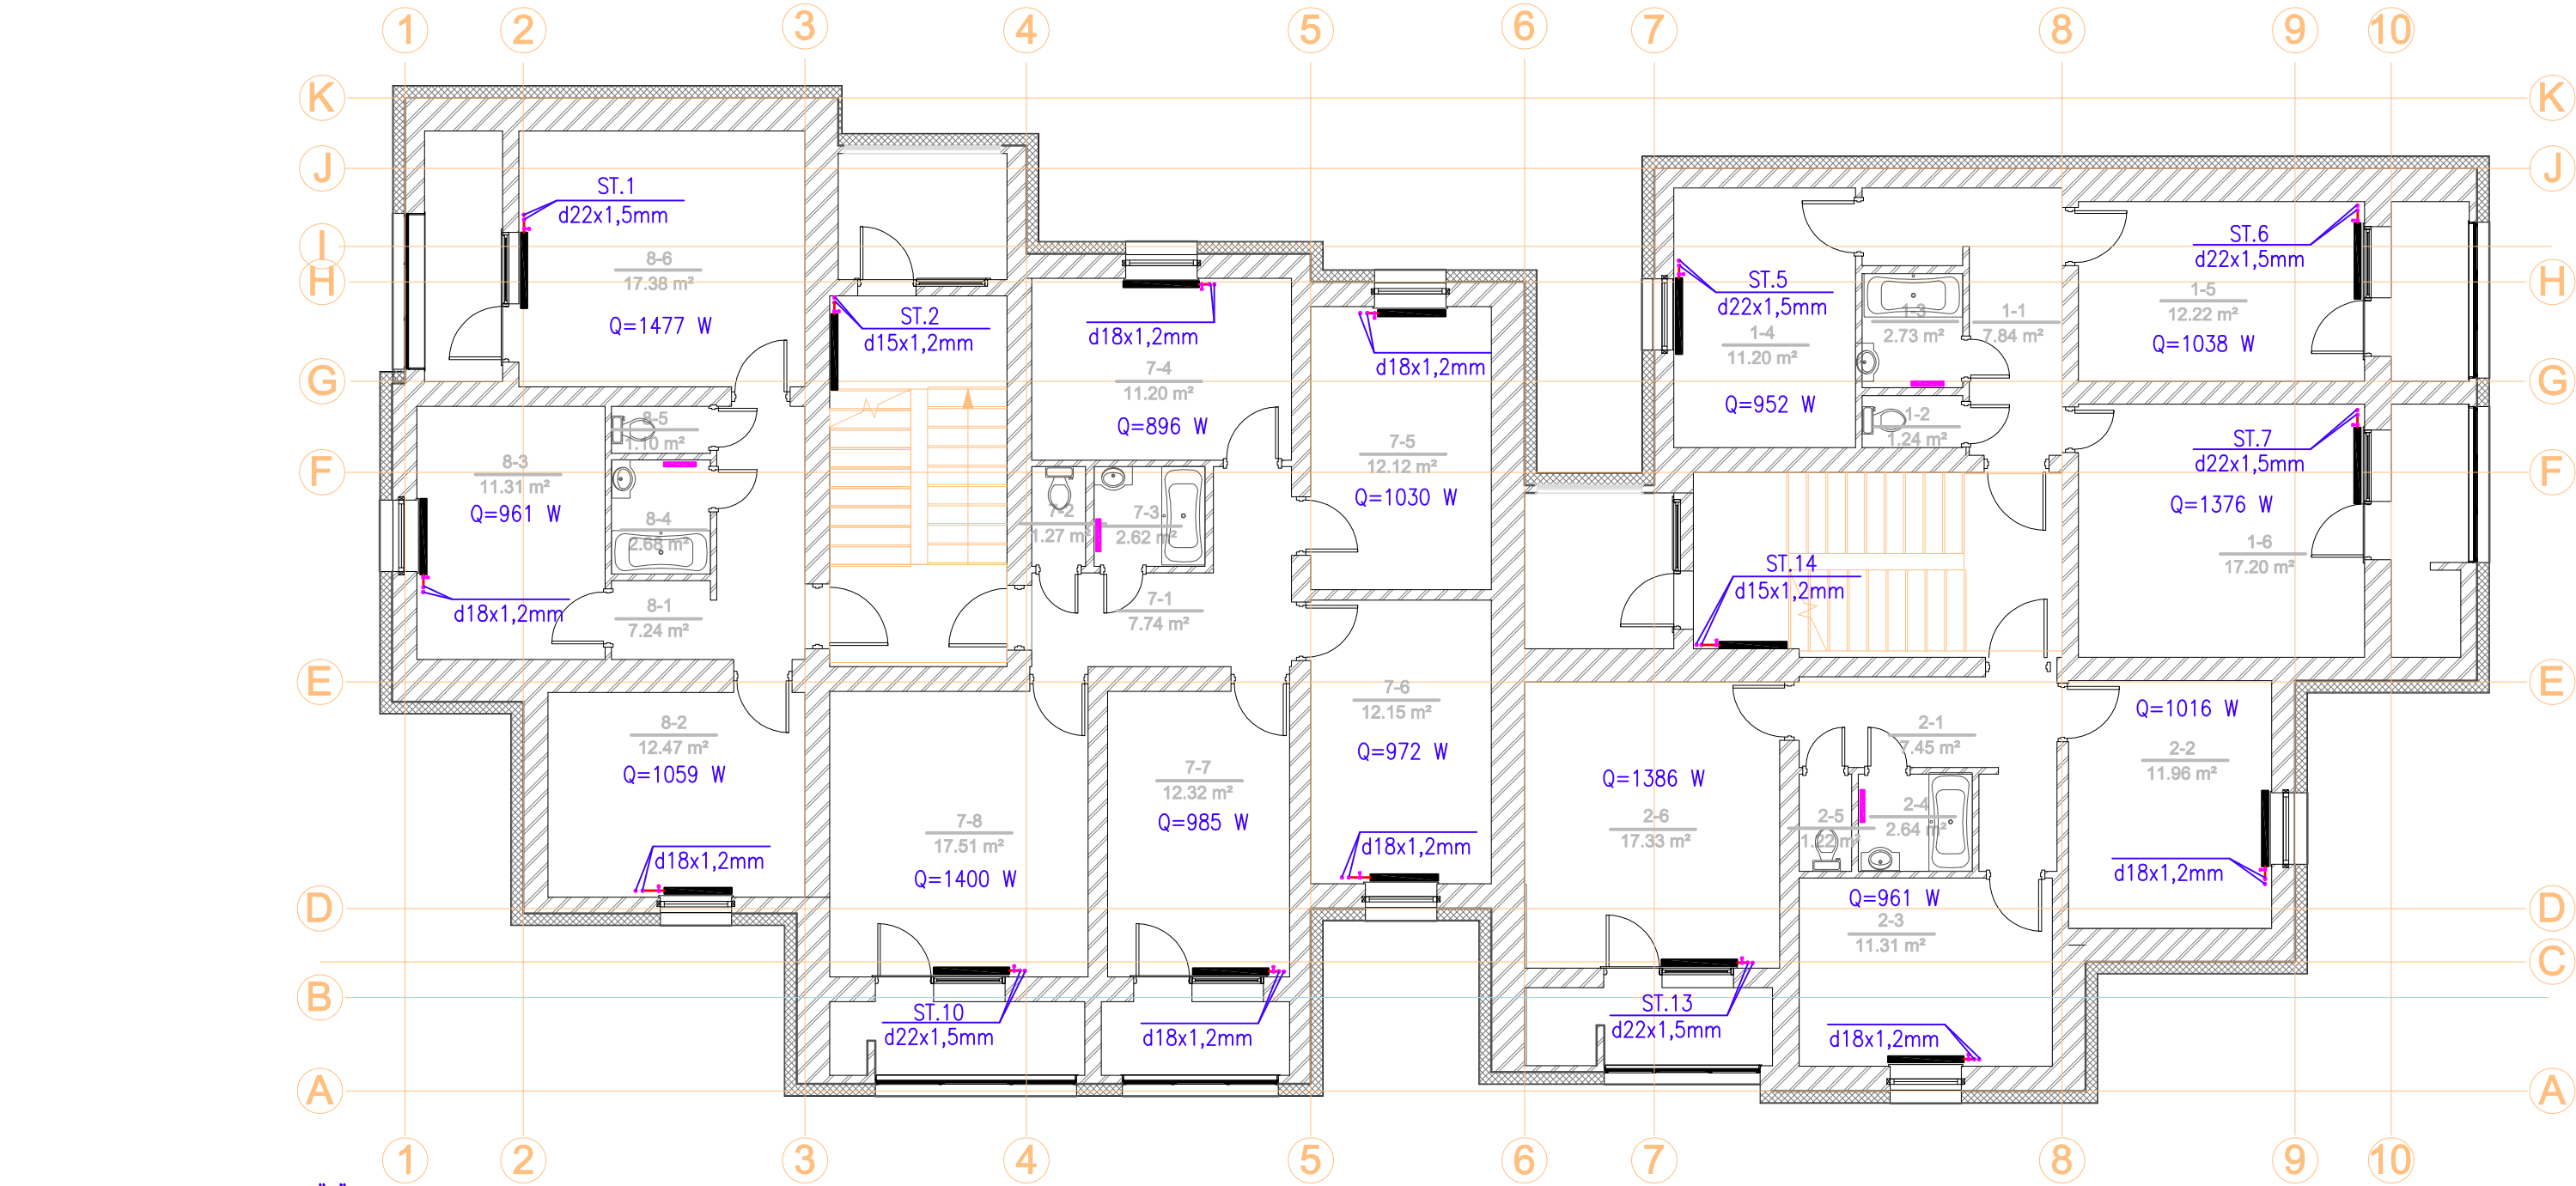 1 2 3 4 5 6 7 8 9 10
K K
J J
I
H H
G G
F F
E E
D D
C
B
A A
1 2 3 4 5 6 7 8 9 10
ST.1
d22x1,5mm
8-6
17.38 m²
Q=1477 W
ST.2
d15x1,2mm
d18x1,2mm
7-4
11.20 m²
Q=896 W
d18x1,2mm
7-5
12.12 m²
Q=1030 W
ST.5
d22x1,5mm
1-4
11.20 m²
Q=952 W
1-3
2.73 m²
1-1
7.84 m²
1-2
1.24 m²
ST.6
d22x1,5mm
1-5
12.22 m²
Q=1038 W
ST.7
d22x1,5mm
Q=1376 W
1-6
17.20 m²
8-5
1.10 m²
8-3
11.31 m²
Q=961 W
8-4
2.68 m²
d18x1,2mm
8-1
7.24 m²
7-2
1.27 m²
7-3
2.62 m²
7-1
7.74 m²
ST.14
d15x1,2mm
8-2
12.47 m²
Q=1059 W
d18x1,2mm
7-8
17.51 m²
Q=1400 W
ST.10
d22x1,5mm
7-7
12.32 m²
Q=985 W
d18x1,2mm
7-6
12.15 m²
Q=972 W
d18x1,2mm
Q=1386 W
2-6
17.33 m²
ST.13
d22x1,5mm
2-1
7.45 m²
2-5
1.22 m²
2-4
2.64 m²
Q=961 W
2-3
11.31 m²
d18x1,2mm
Q=1016 W
2-2
11.96 m²
d18x1,2mm